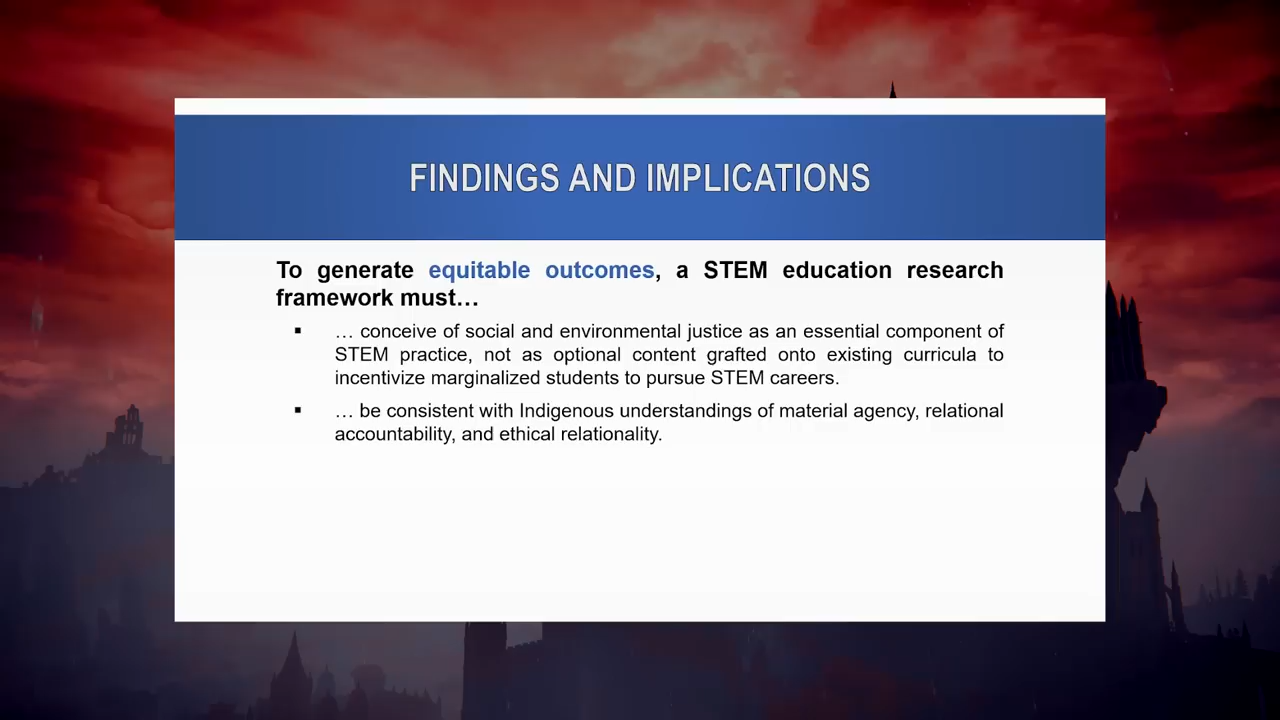 FINDINGS AND IMPLICATIONS
To generate equitable outcomes, a STEM education research
framework must…
▪ … conceive of social and environmental justice as an essential component of
STEM practice, not as optional content grafted onto existing curricula to
incentivize marginalized students to pursue STEM careers.
▪ … be consistent with Indigenous understandings of material agency, relational
accountability, and ethical relationality.